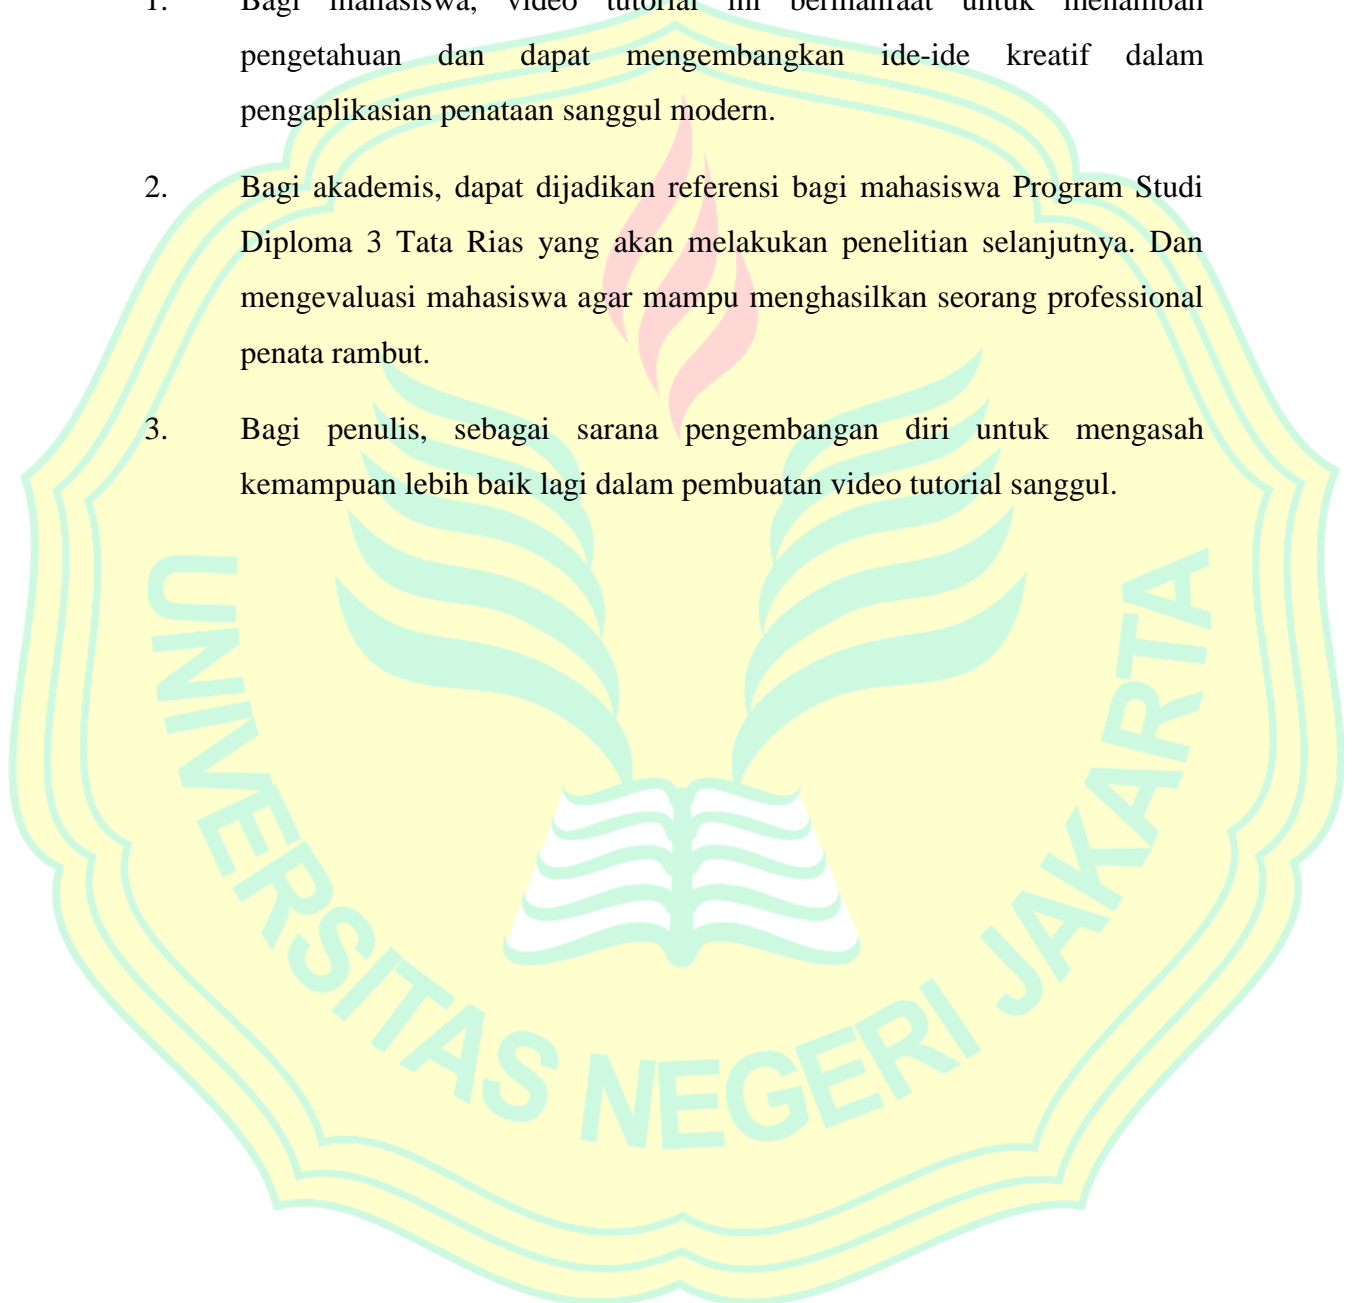 1. Bagi mahasiswa, video tutorial ini bermanfaat untuk menambah
pengetahuan dan dapat mengembangkan ide-ide kreatif dalam
pengaplikasian penataan sanggul modern.
2. Bagi akademis, dapat dijadikan referensi bagi mahasiswa Program Studi
Diploma 3 Tata Rias yang akan melakukan penelitian selanjutnya. Dan
mengevaluasi mahasiswa agar mampu menghasilkan seorang professional
penata rambut.
3. Bagi penulis, sebagai sarana pengembangan diri untuk mengasah
kemampuan lebih baik lagi dalam pembuatan video tutorial sanggul.
UNIVERSITAS NEGERI JAKARTA